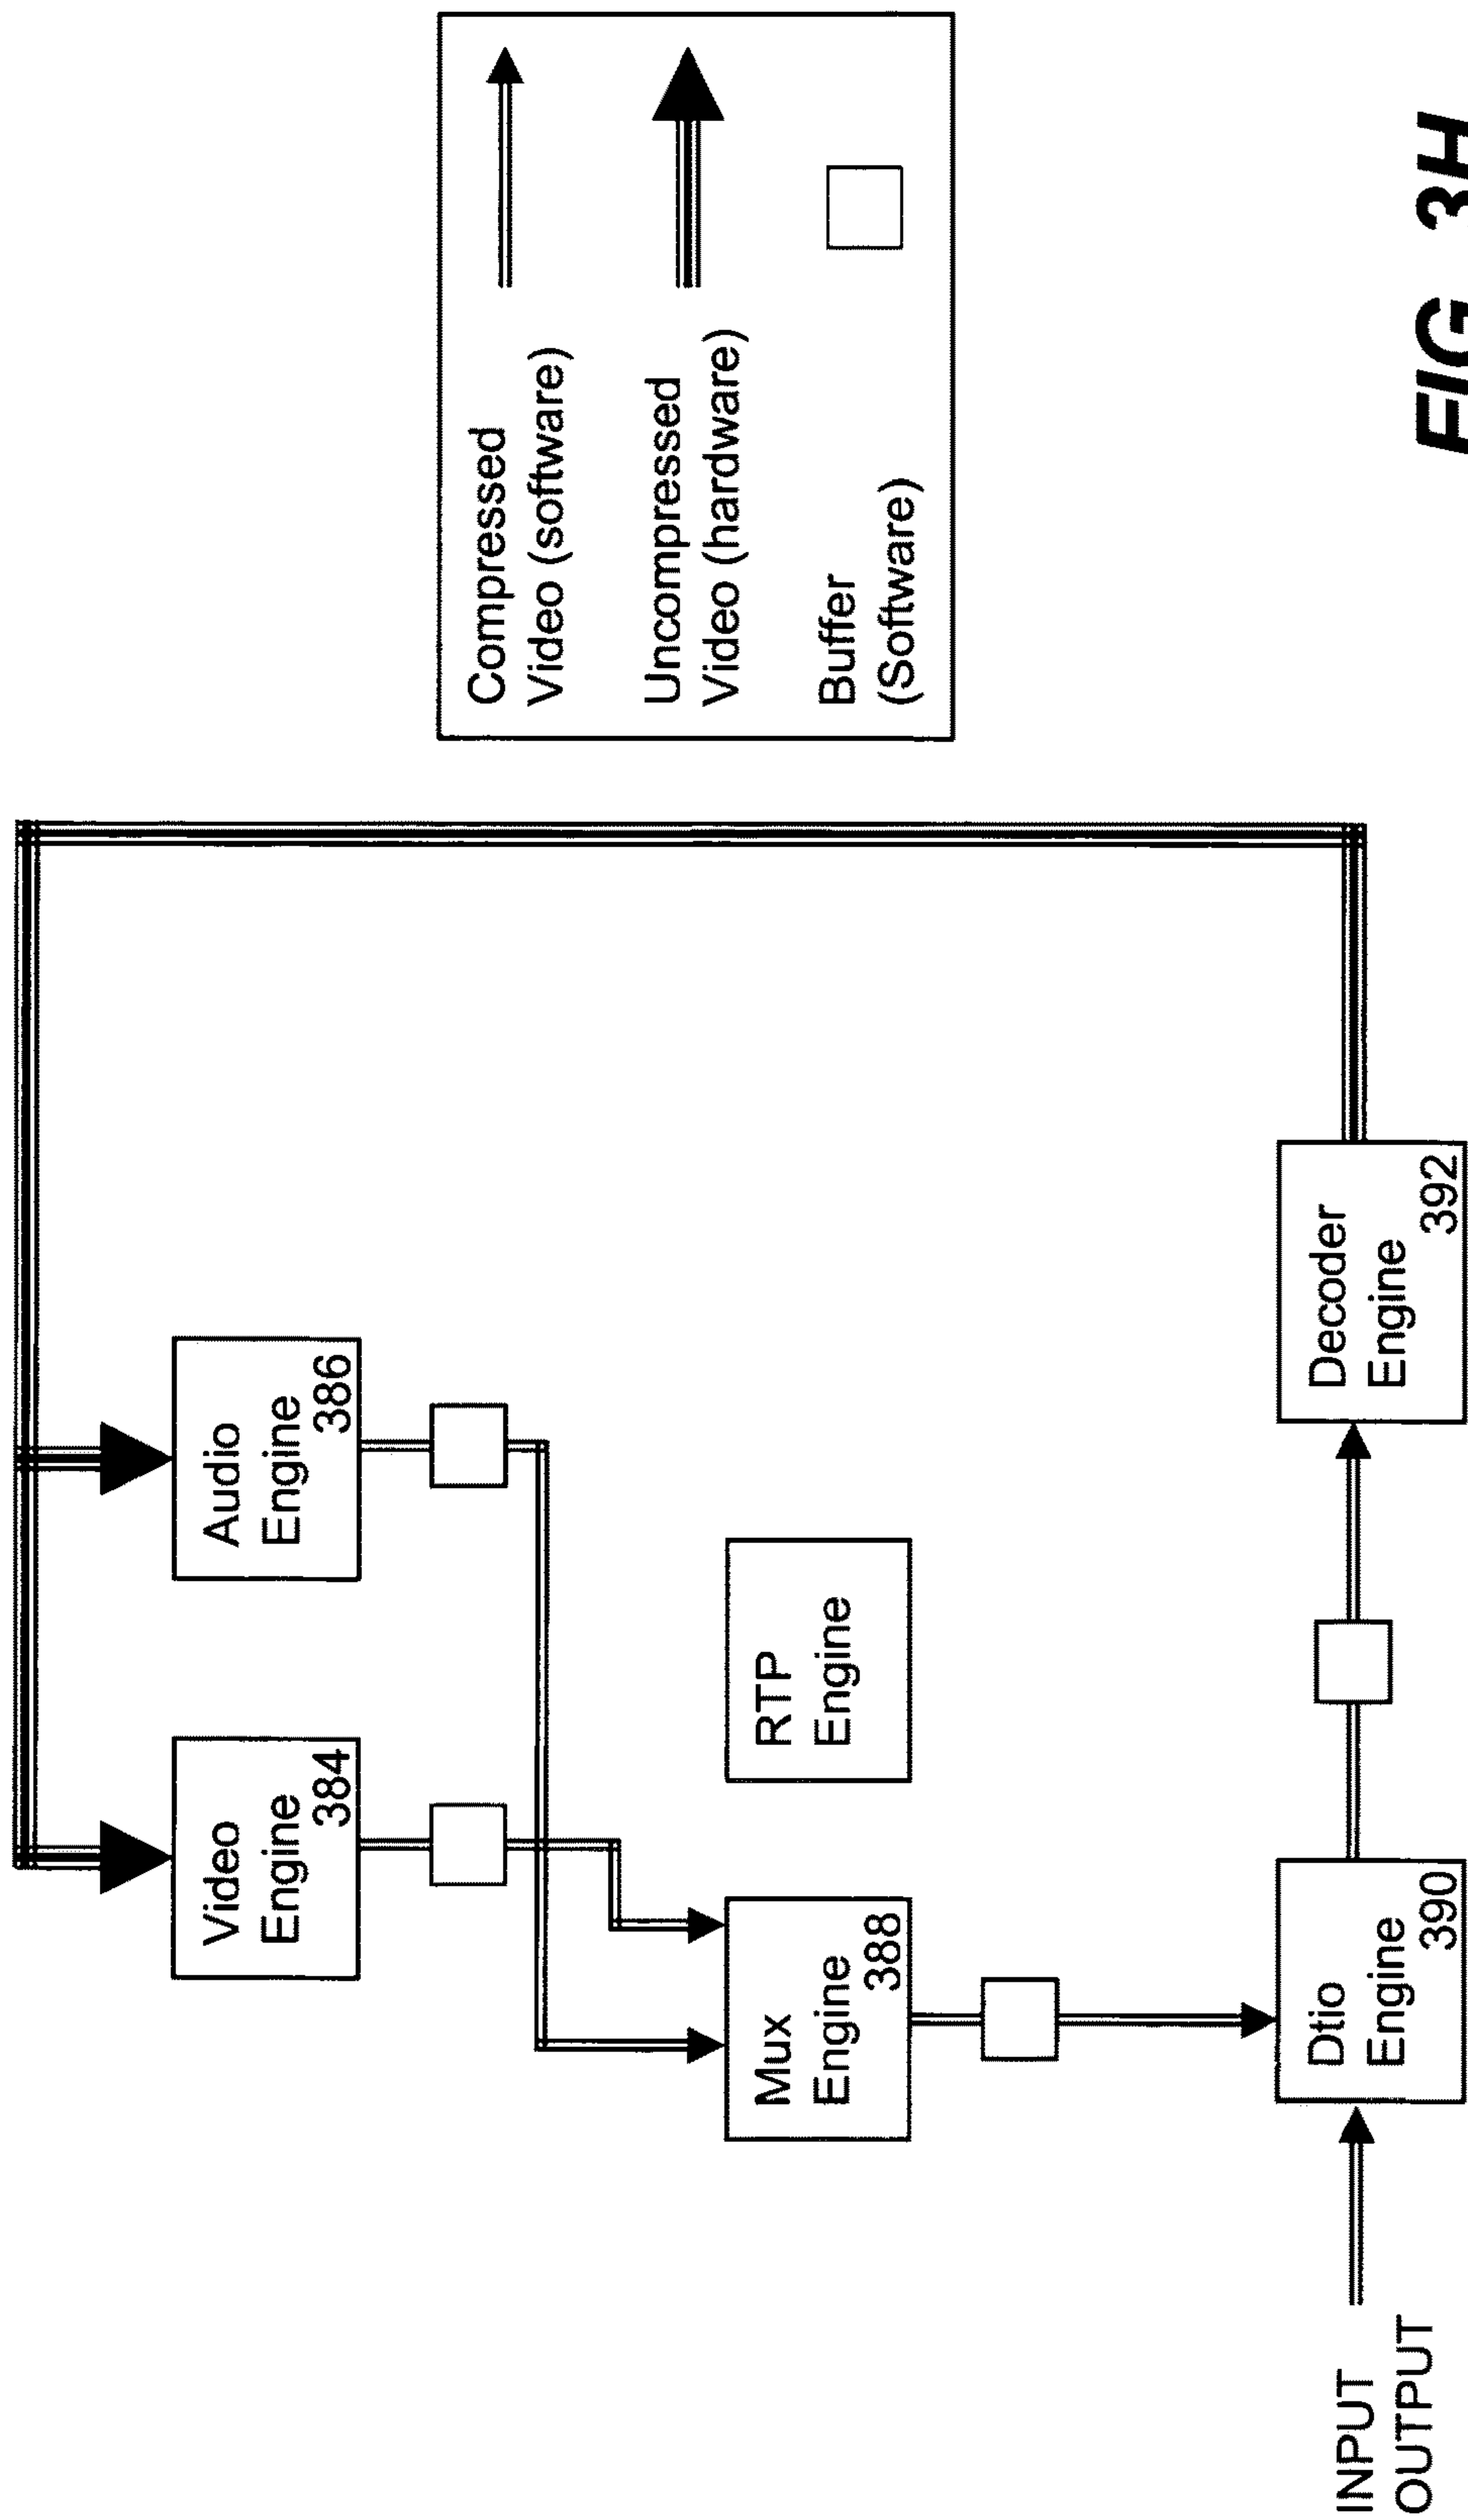 Video
Engine
384
Audio
Engine
386
Compressed
Video (software)
Uncompressed
Video (hardware)
Buffer
(Software)
Mux
Engine
388
RTP
Engine
INPUT
OUTPUT
Dtio
Engine
390
Decoder
Engine
392
FIG 3H